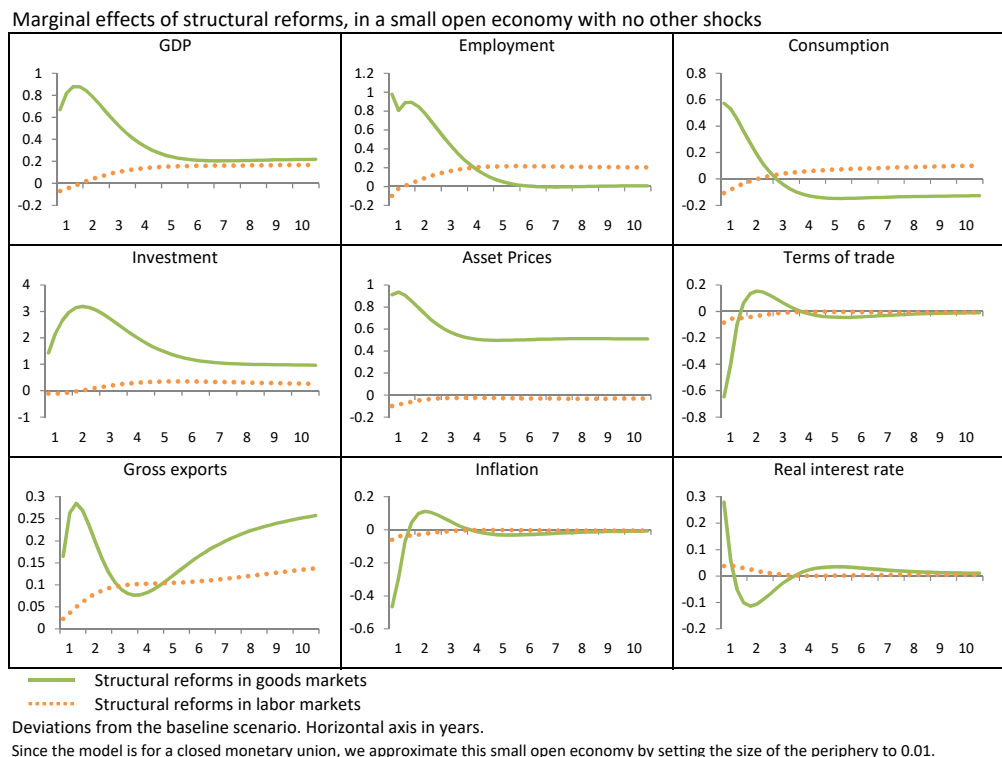 Marginal effects of structural reforms, in a small open economy with no other shocks
GDP
1
0.8
0.6
0.4
0.2
0
-0.2
1 2 3 4 5 6 7 8 9 10
Employment
1.2
1
0.8
0.6
0.4
0.2
0
-0.2
1 2 3 4 5 6 7 8 9 10
Consumption
0.8
0.6
0.4
0.2
0
-0.2
1 2 3 4 5 6 7 8 9 10
Investment
4
3
2
1
0
-1
1 2 3 4 5 6 7 8 9 10
Asset Prices
1
0.8
0.6
0.4
0.2
0
-0.2
1 2 3 4 5 6 7 8 9 10
Terms of trade
0.2
0
-0.2
-0.4
-0.6
-0.8
1 2 3 4 5 6 7 8 9 10
Gross exports
0.3
0.25
0.2
0.15
0.1
0.05
0
1 2 3 4 5 6 7 8 9 10
Inflation
0.2
0
-0.2
-0.4
-0.6
1 2 3 4 5 6 7 8 9 10
Real interest rate
0.3
0.2
0.1
0
-0.1
-0.2
1 2 3 4 5 6 7 8 9 10
Structural reforms in goods markets
Structural reforms in labor markets
Deviations from the baseline scenario. Horizontal axis in years.
Since the model is for a closed monetary union, we approximate this small open economy by setting the size of the periphery to 0.01.